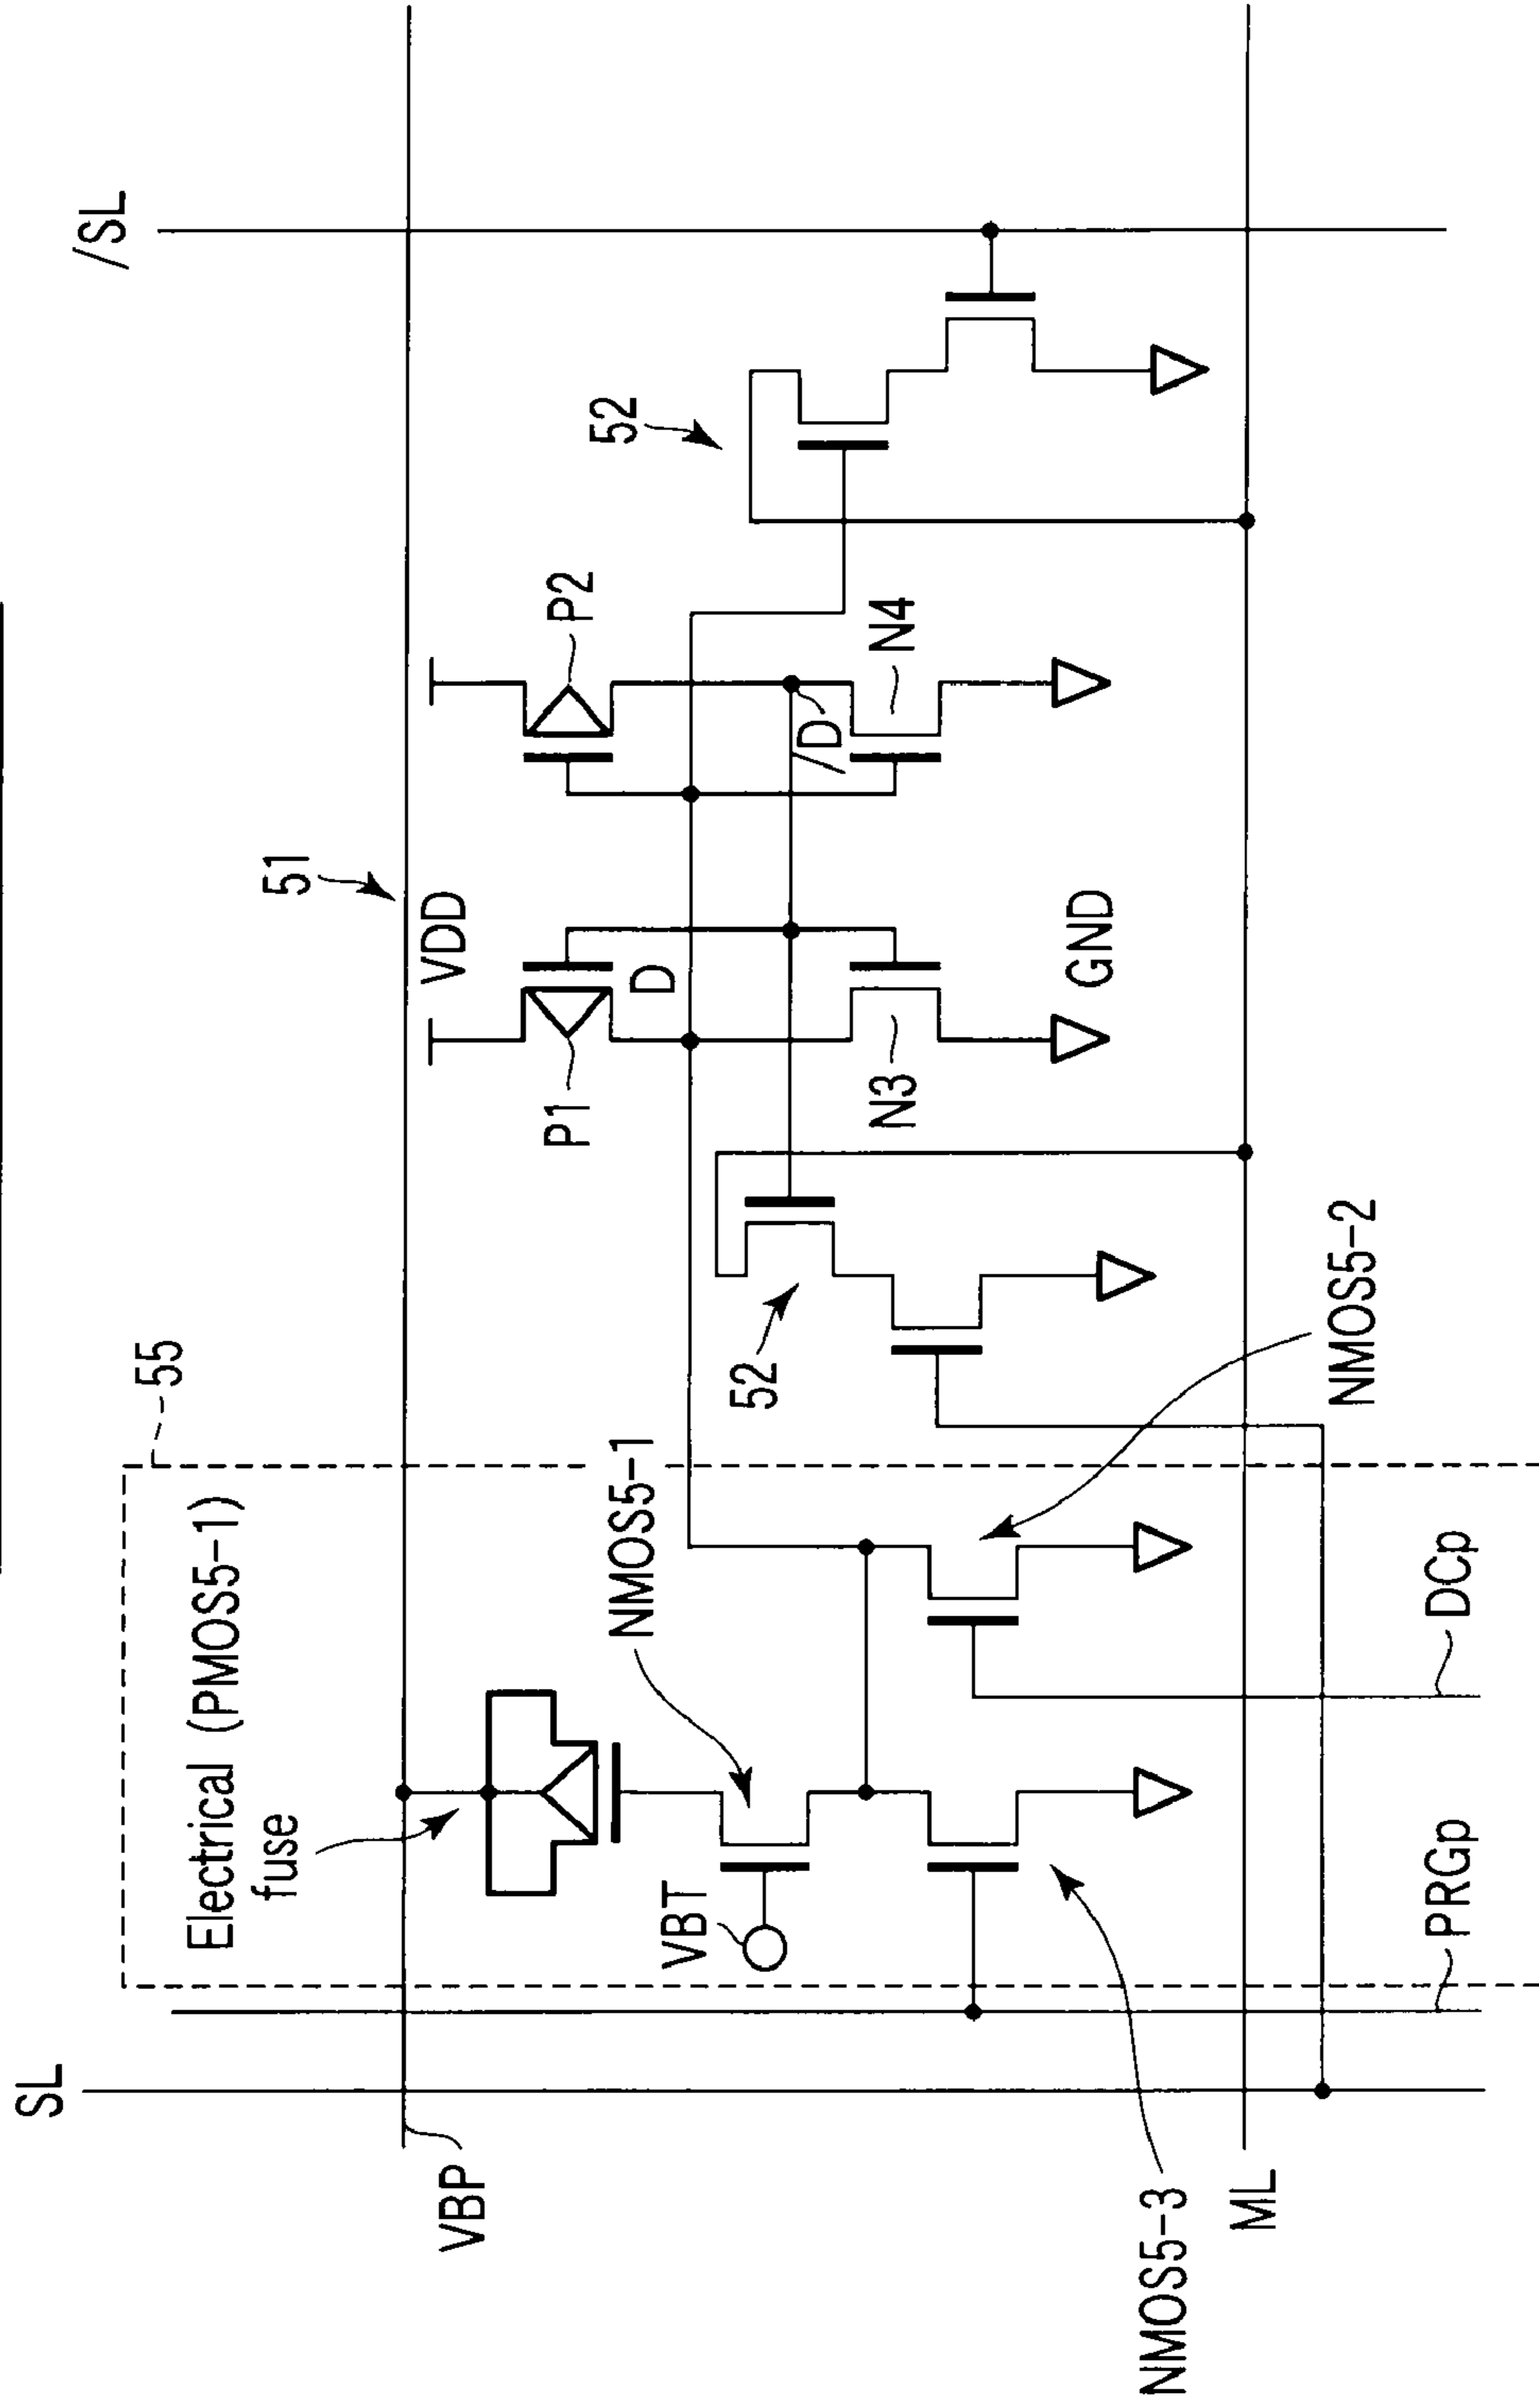 SL
/SL
55
Electrical (PMOS5-1)
fuse
51
VBP
VDD
P1
P2
D
NMOS5-1
VBT
52
52
/D
N3
N4
GND
NMOS5-2
NMOS5-3
ML
PRGp
DCp